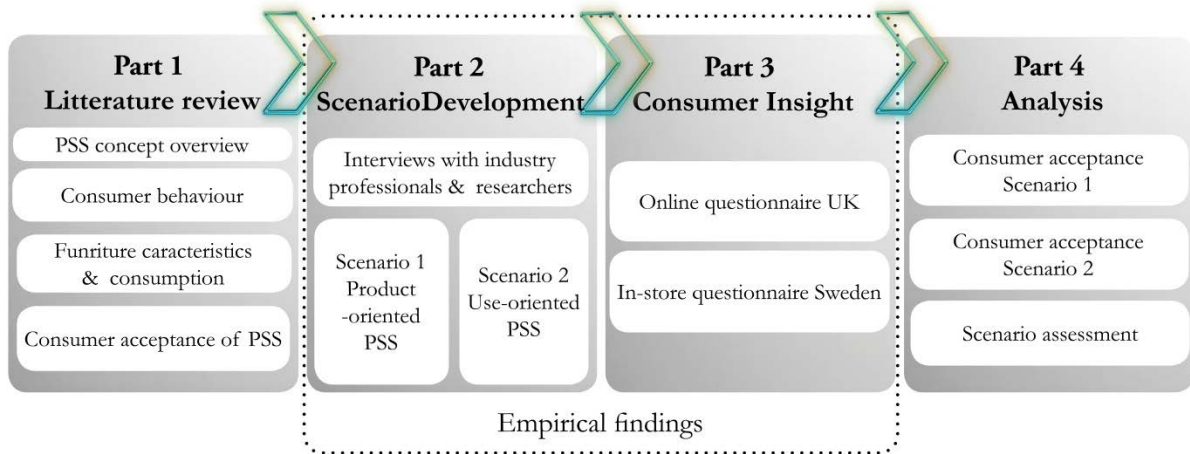 Part 1
Litterature review
PSS concept overview
Consumer behaviour
Funriture caracteristics
& consumption
Consumer acceptance of PSS
Part 2
ScenarioDevelopment
Interviews with industry
professionals & researchers
Scenario 1
Product
-oriented
PSS
Scenario 2
Use-oriented
PSS
Part 3
Consumer Insight
Online questionnaire UK
In-store questionnaire Sweden
Part 4
Analysis
Consumer acceptance
Scenario 1
Consumer acceptance
Scenario 2
Scenario assessment
Empirical findings